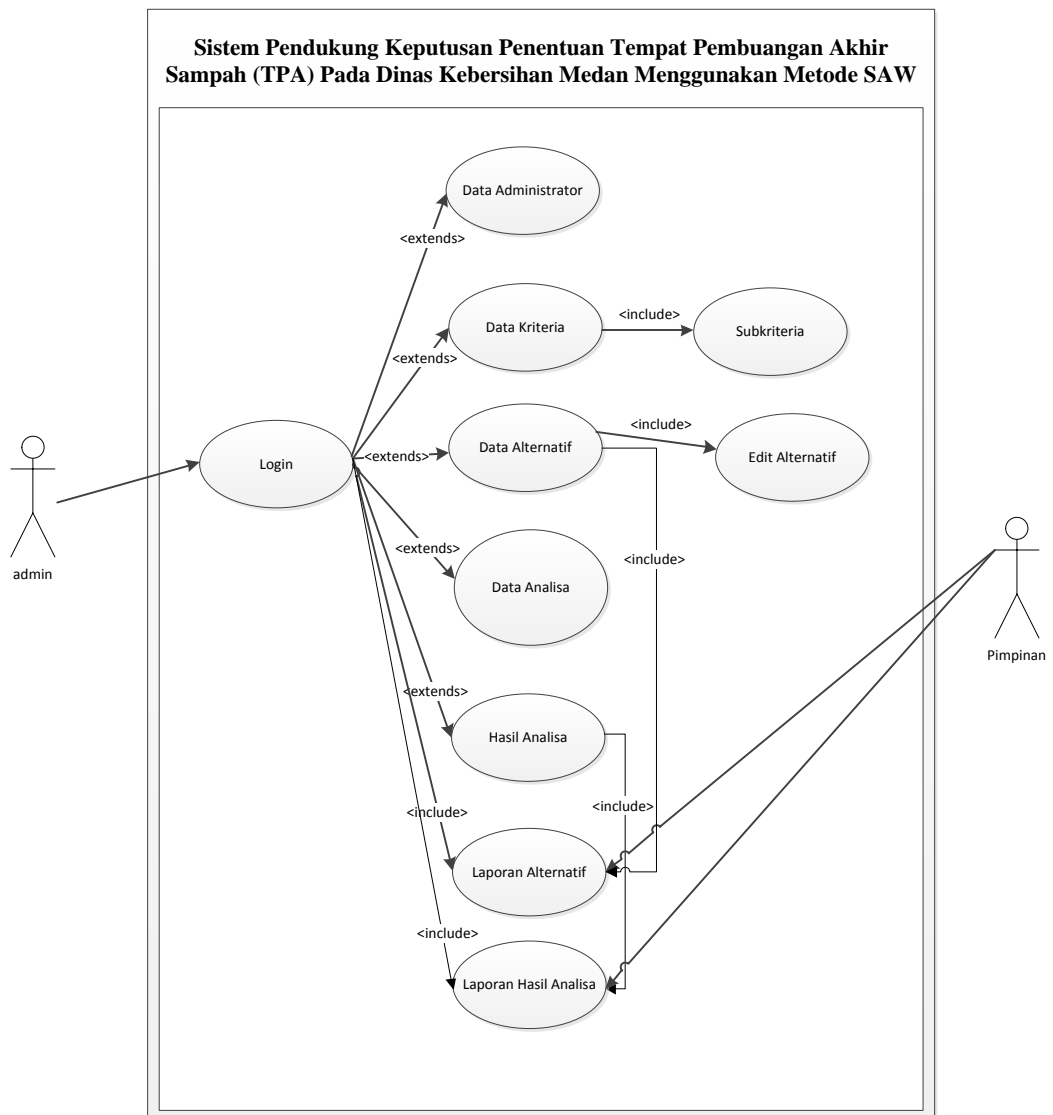 Sistem Pendukung Keputusan Penentuan Tempat Pembuangan Akhir
Sampah (TPA) Pada Dinas Kebersihan Medan Menggunakan Metode SAW
Data Administrator
<extends>
Data Kriteria
<include>
Subkriteria
<extends>
Login
<extends>
Data Alternatif
<include>
Edit Alternatif
<extends>
<include>
admin
Data Analisa
Pimpinan
<extends>
Hasil Analisa
<include>
<include>
Laporan Alternatif
<include>
Laporan Hasil Analisa